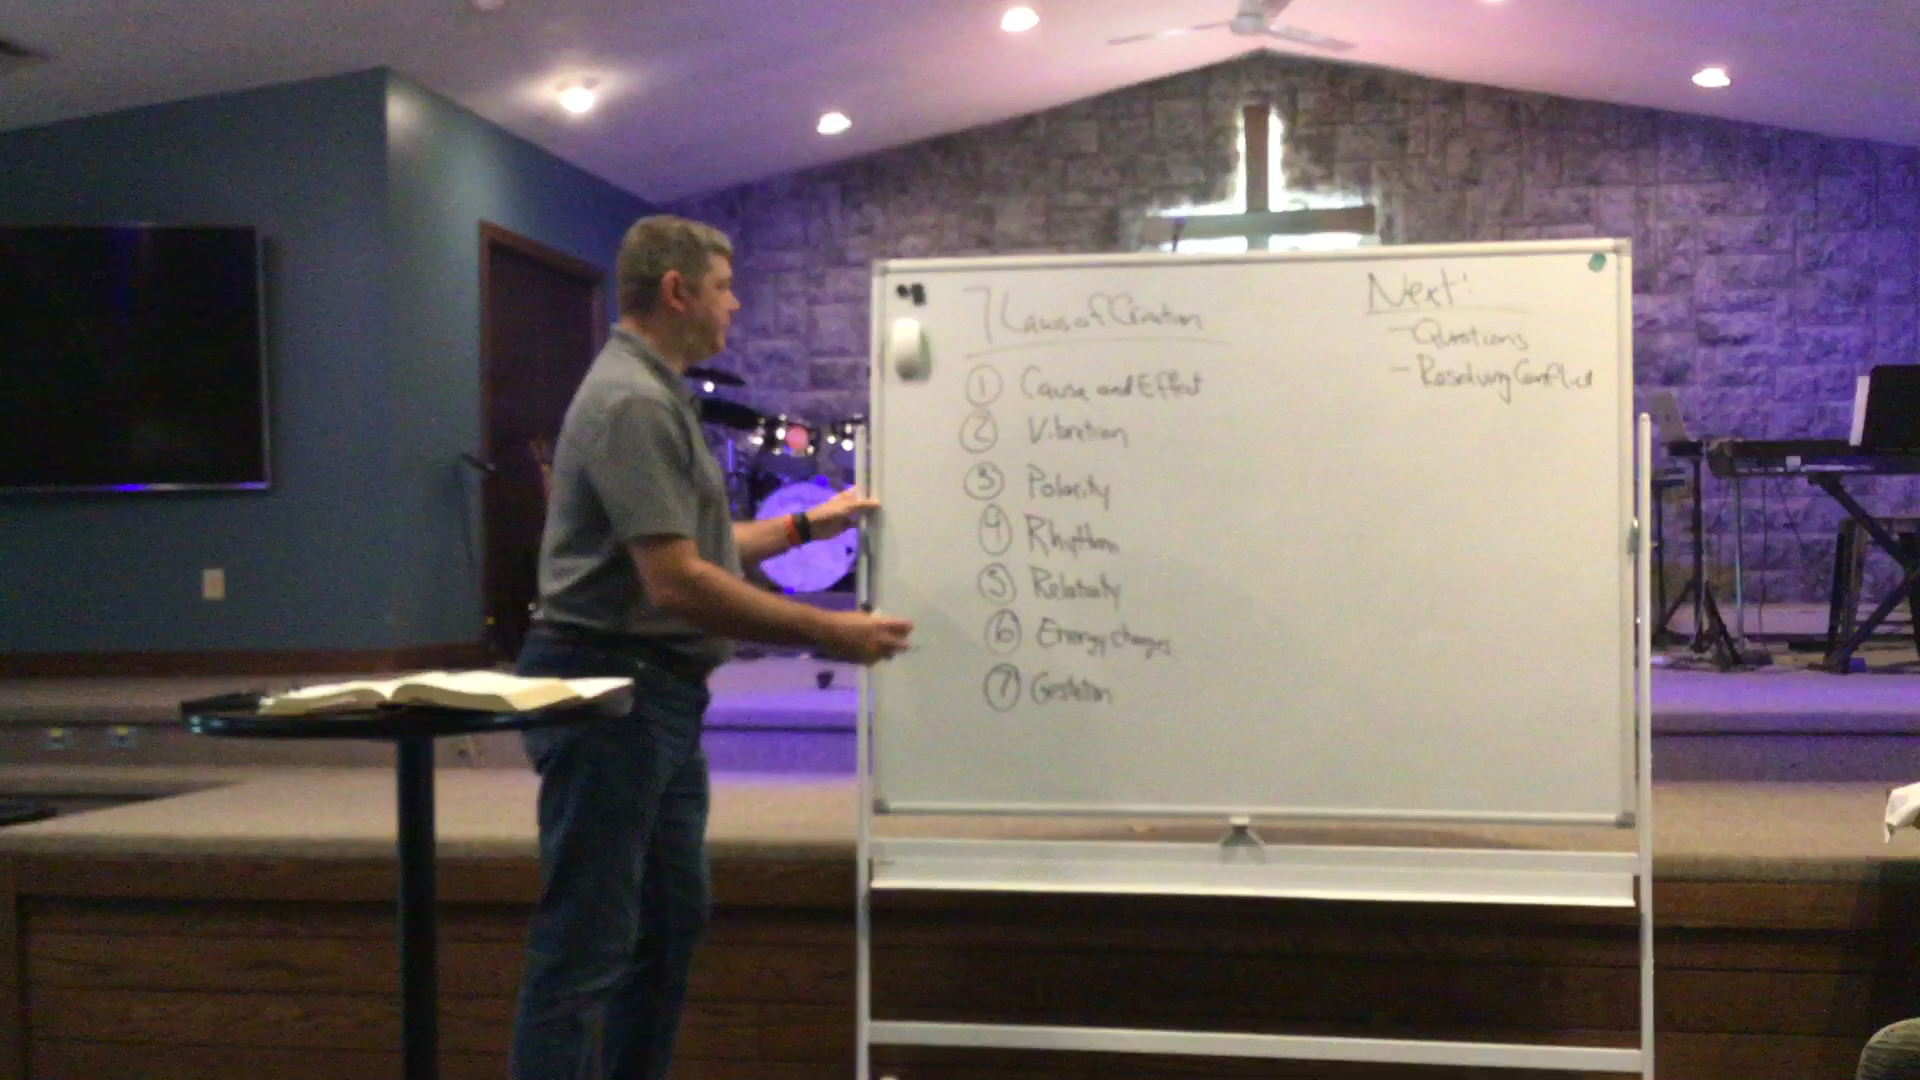 7 Laws of Creation
① Cause and Effect
② Vibration
③ Polarity
④ Rhythm
⑤ Relativity
⑥ Energy changes
⑦ Gestation
Next:
- Questions
- Resolving Conflict